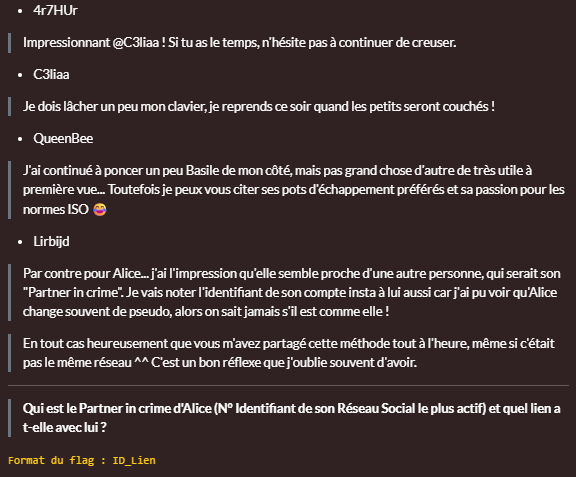 4r7HUr
Impressionnant @C3liaa ! Si tu as le temps, n'hésite pas à continuer de creuser.
C3liaa
Je dois lâcher un peu mon clavier, je reprends ce soir quand les petits seront couchés !
QueenBee
J'ai continué à poncer un peu Basile de mon côté, mais pas grand chose d'autre de très utile à
première vue... Toutefois je peux vous citer ses pots d'échappement préférés et sa passion pour les
normes ISO 😂
Lirbijd
Par contre pour Alice... j'ai l'impression qu'elle semble proche d'une autre personne, qui serait son
"Partner in crime". Je vais noter l'identifiant de son compte insta à lui aussi car j'ai pu voir qu'Alice
change souvent de pseudo, alors on sait jamais s'il est comme elle !
En tout cas heureusement que vous m'avez partagé cette méthode tout à l'heure, même si c'était
pas le même réseau ^^ C'est un bon réflexe que j'oublie souvent d'avoir.
Qui est le Partner in crime d'Alice (N° Identifiant de son Réseau Social le plus actif) et quel lien a
t-elle avec lui ?
Format du flag : ID_Lien